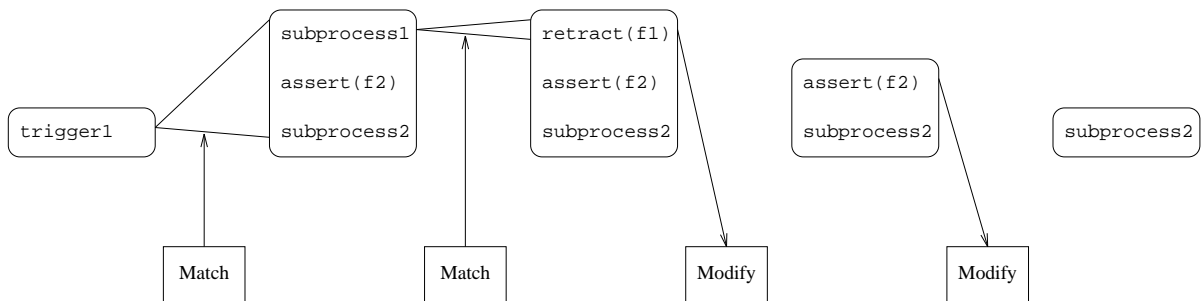 trigger1
subprocess1
assert(f2)
subprocess2
retract(f1)
assert(f2)
subprocess2
assert(f2)
subprocess2
subprocess2
Match
Match
Modify
Modify